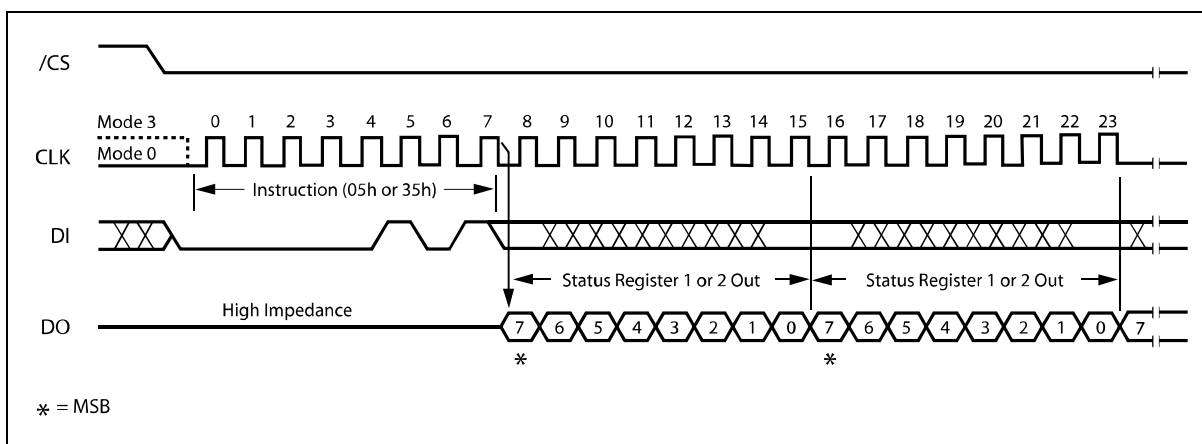 /CS
Mode 3
0 1 2 3 4 5 6 7 8 9 10 11 12 13 14 15 16 17 18 19 20 21 22 23
CLK
Mode 0
Instruction (05h or 35h)
DI
Status Register 1 or 2 Out Status Register 1 or 2 Out
High Impedance
DO
7 6 5 4 3 2 1 0 7 6 5 4 3 2 1 0 7
* *
* = MSB